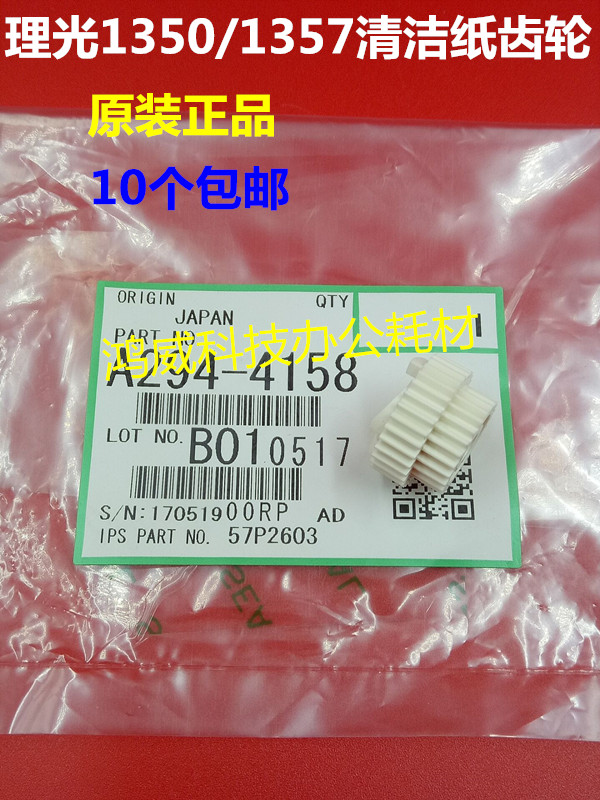 理光1350/1357清洁纸齿轮
原装正品
10个包邮
ORIGIN
QTY
JAPAN
1
PART NO
鸿威科技办公耗材
A294-4158
LOT NO. B010517
S/N:17051900RP AD
IPS PART NO. 57P2603